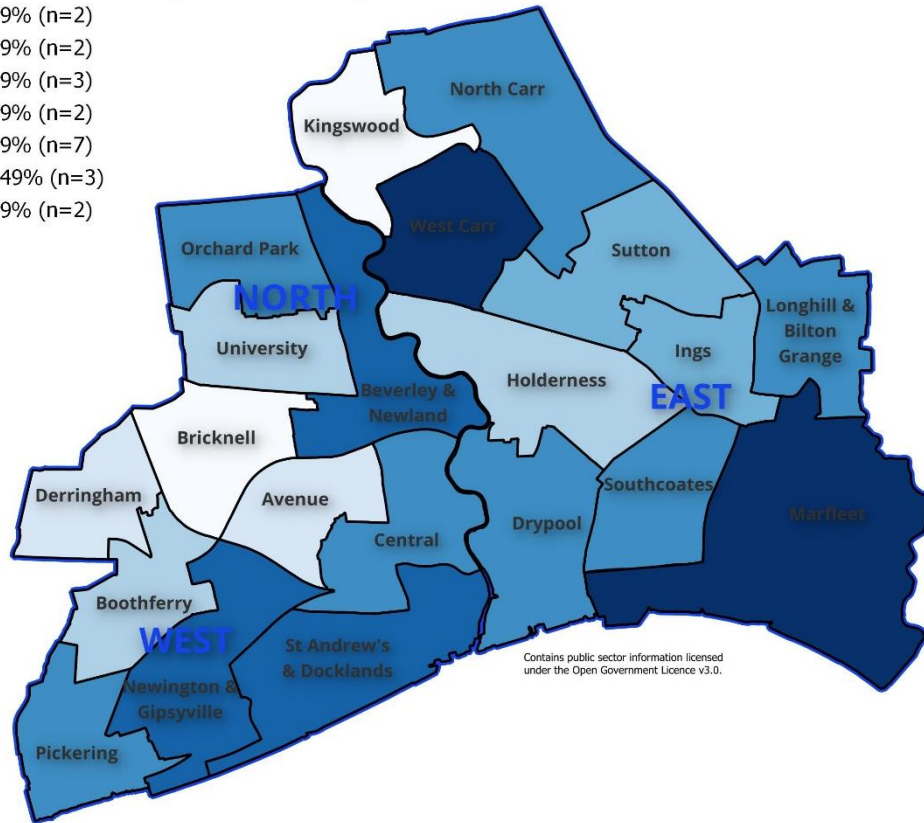 9% (n=2)
9% (n=2)
9% (n=3)
9% (n=2)
9% (n=7)
49% (n=3)
9% (n=2)
North Carr
Kingswood
West Carr
Sutton
Orchard Park
NORTH
Longhill &
Bilton
Grange
University
Ings
Holderness
EAST
Beverley &
Newland
Bricknell
Derringham
Avenue
Southcoates
Central
Drypool
Marfleet
Boothferry
WEST
St Andrew's
& Docklands
Newington &
Gipsyville
Pickering
Contains public sector information licensed
under the Open Government Licence v3.0.